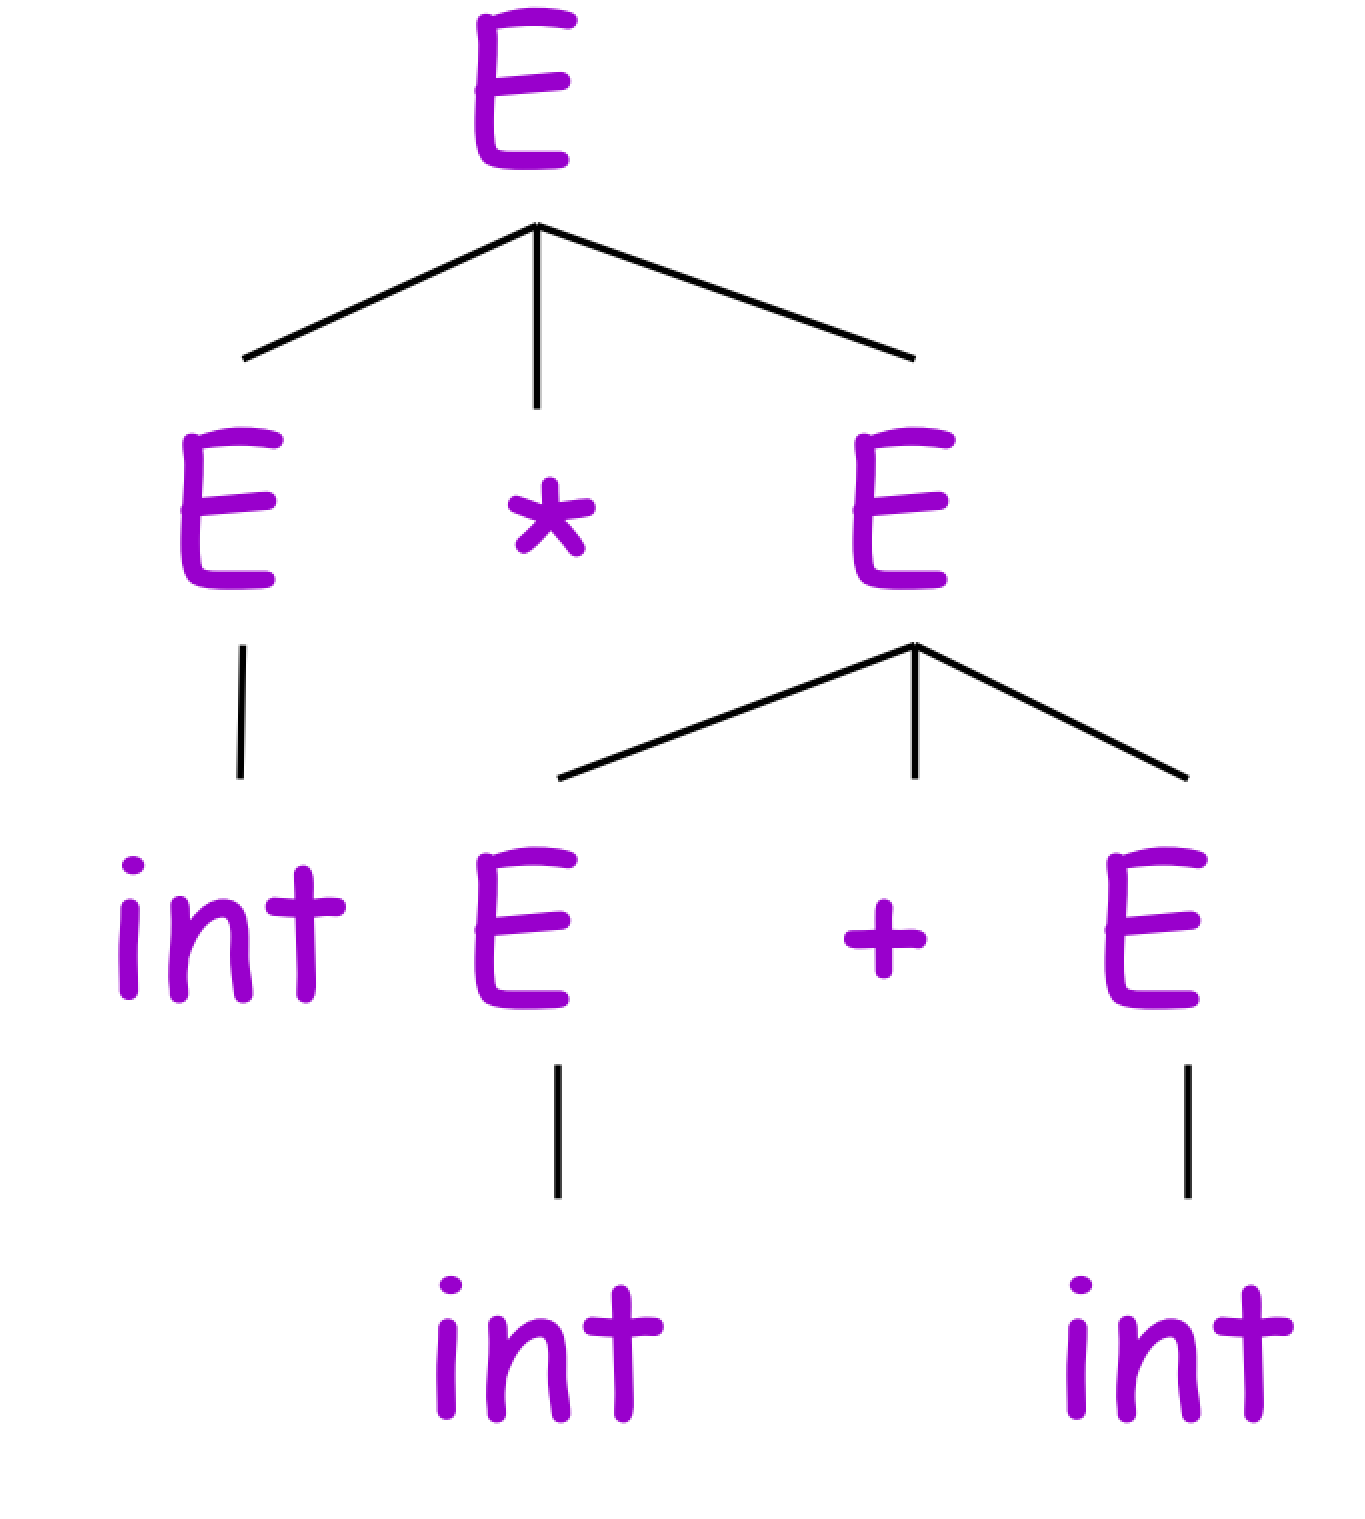 E
E * E
int E + E
int int